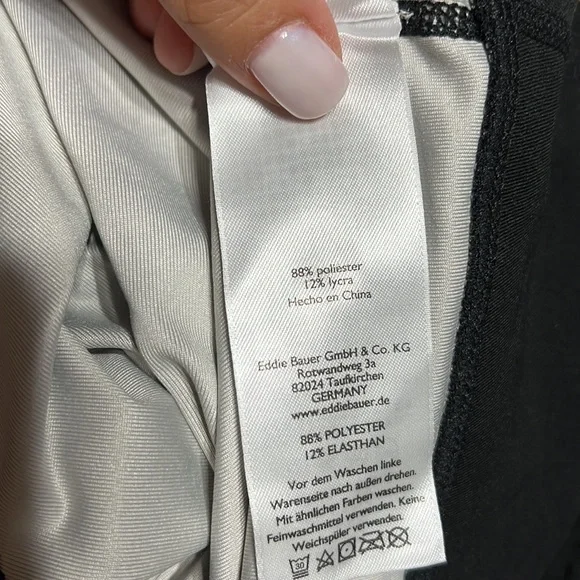 88% poliester
12% lycra
Hecho en China
Eddie Bauer GmbH & Co. KG
Rotwandweg 3a
82024 Taufkirchen
GERMANY
www.eddiebauer.de
88% POLYESTER
12% ELASTHAN
Vor dem Waschen linke
Warenseite nach außen drehen.
Mit ähnlichen Farben waschen.
Feinwaschmittel verwenden. Keine
Weichspüler verwenden.
30